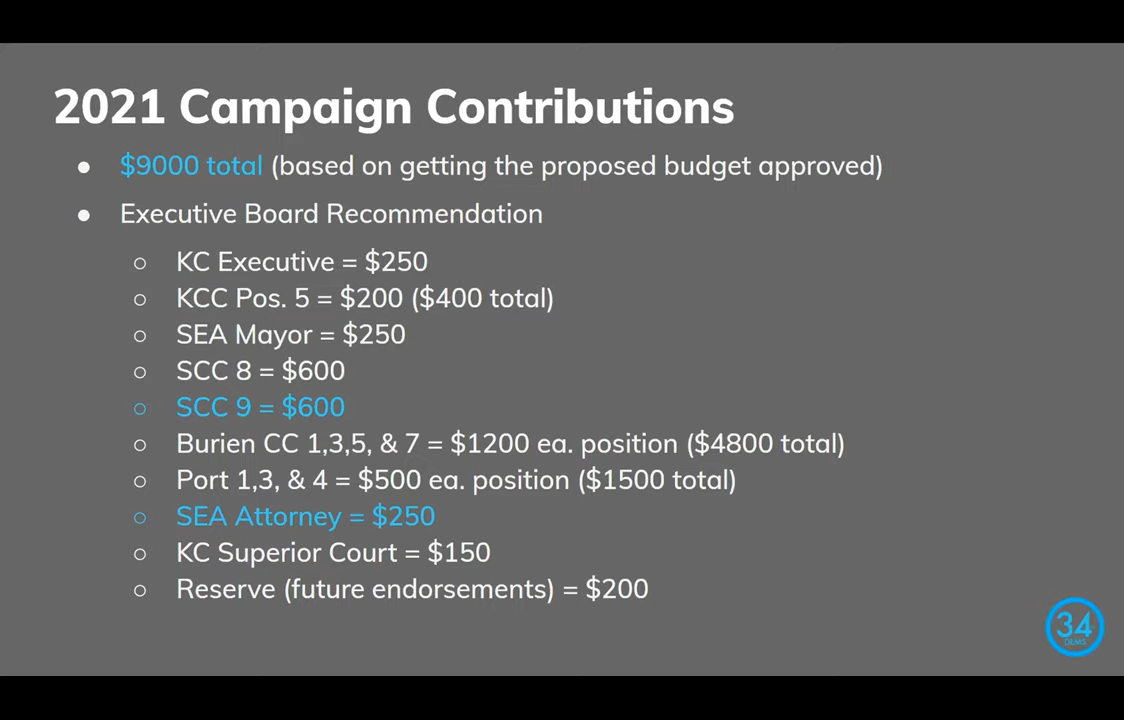 2021 Campaign Contributions
● $9000 total (based on getting the proposed budget approved)
● Executive Board Recommendation
○ KC Executive = $250
○ KCC Pos. 5 = $200 ($400 total)
○ SEA Mayor = $250
○ SCC 8 = $600
○ SCC 9 = $600
○ Burien CC 1,3,5, & 7 = $1200 ea. position ($4800 total)
○ Port 1,3, & 4 = $500 ea. position ($1500 total)
○ SEA Attorney = $250
○ KC Superior Court = $150
○ Reserve (future endorsements) = $200
34
DEMS